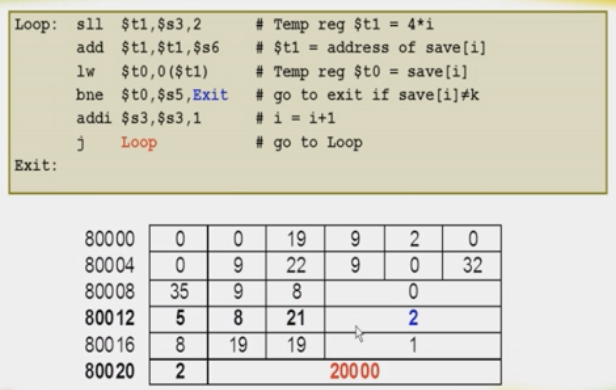 Loop: sll $t1,$s3,2 # Temp reg $t1 = 4*i
add $t1,$t1,$s6 # $t1 = address of save[i]
lw $t0,0($t1) # Temp reg $t0 = save[i]
bne $t0,$s5,Exit # go to exit if save[i]≠k
addi $s3,$s3,1 # i = i+1
j Loop # go to Loop
Exit:
80000 0 0 19 9 2 0
80004 0 9 22 9 0 32
80008 35 9 8 0
80012 5 8 21 2
80016 8 19 19 1
80020 2 20000